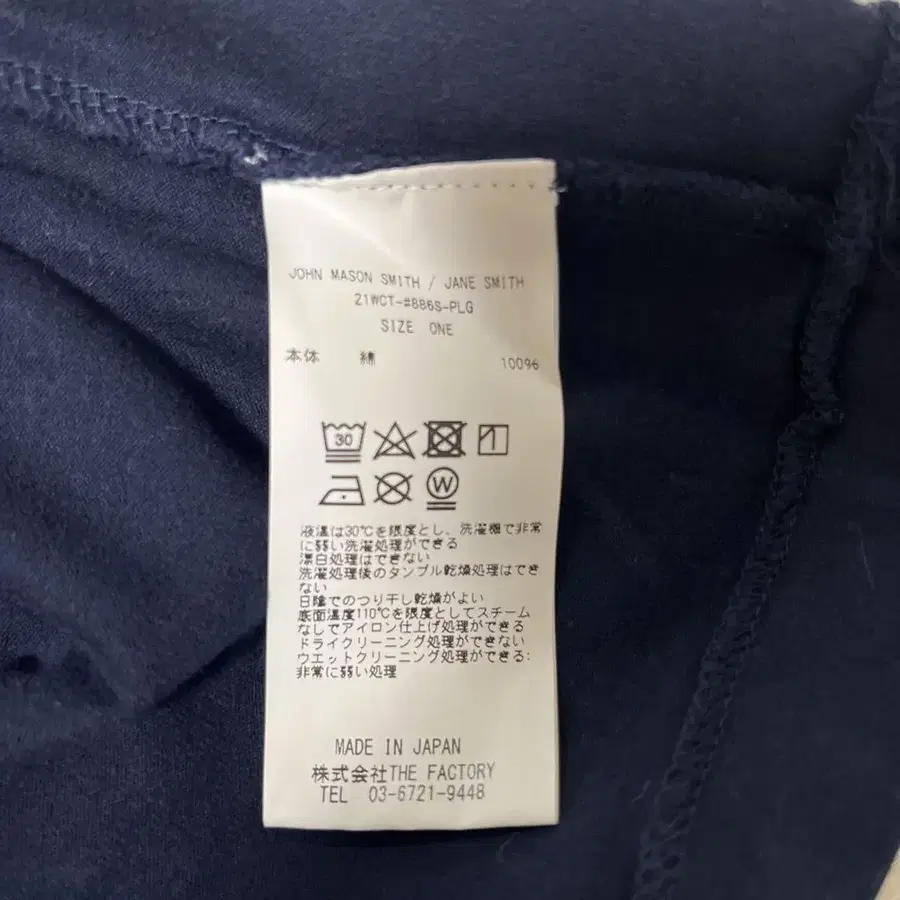 JOHN MASON SMITH / JANE SMITH
21WCT-#886S-PLG
SIZE ONE
本体 綿 100%
30
W
液温は30℃を限度とし、洗濯機で非常
に弱い洗濯処理ができる
漂白処理はできない
洗濯処理後のタンブル乾燥処理はでき
ない
日陰でのつり干し乾燥がよい
底面温度110℃を限度としてスチーム
なしでアイロン仕上げ処理ができる
ドライクリーニング処理ができない
ウエットクリーニング処理ができる:
非常に弱い処理
MADE IN JAPAN
株式会社THE FACTORY
TEL 03-6721-9448